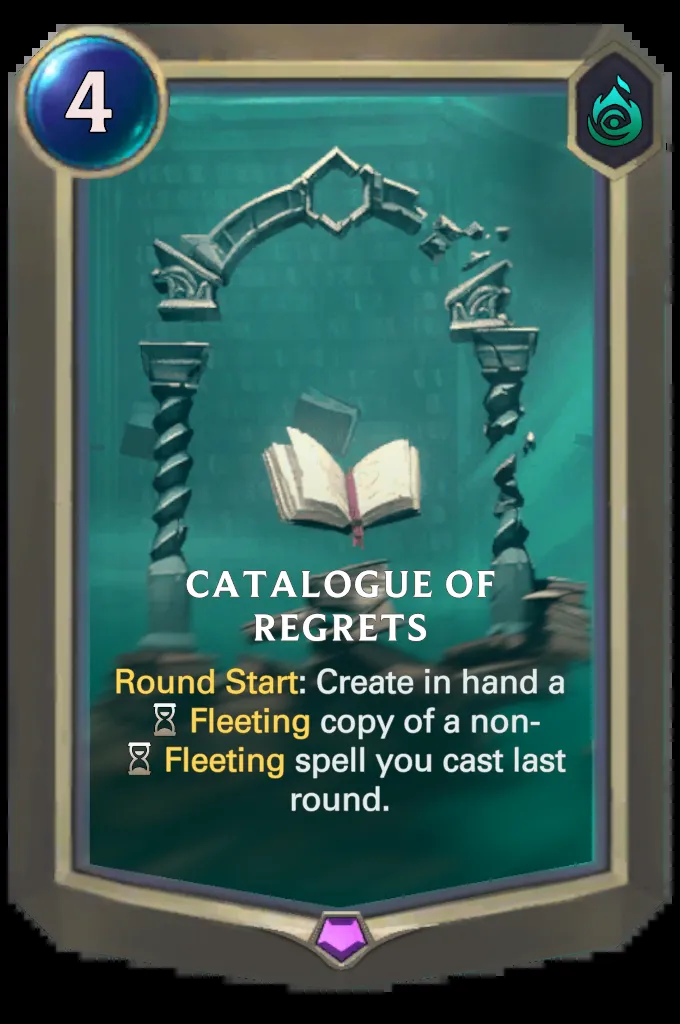 4
CATALOGUE OF
REGRETS
Round Start: Create in hand a
Fleeting copy of a non-
Fleeting spell you cast last
round.